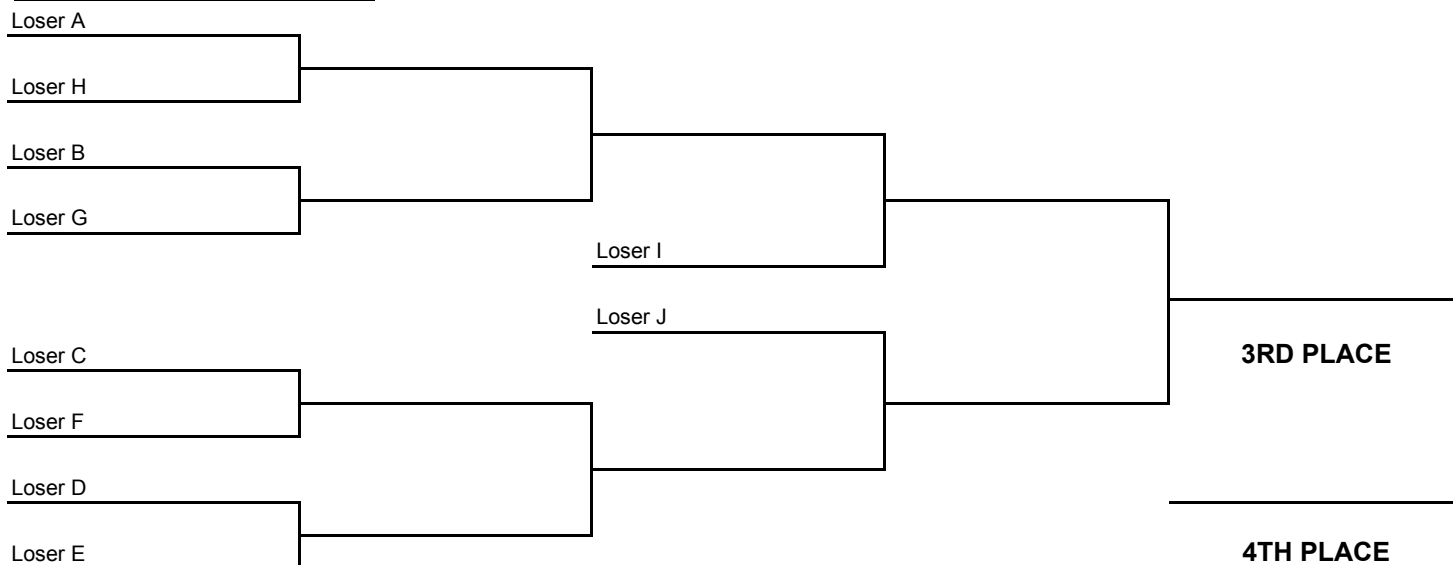 Loser A
Loser H
Loser B
Loser G
Loser I
Loser J
Loser C
3RD PLACE
Loser F
Loser D
Loser E
4TH PLACE